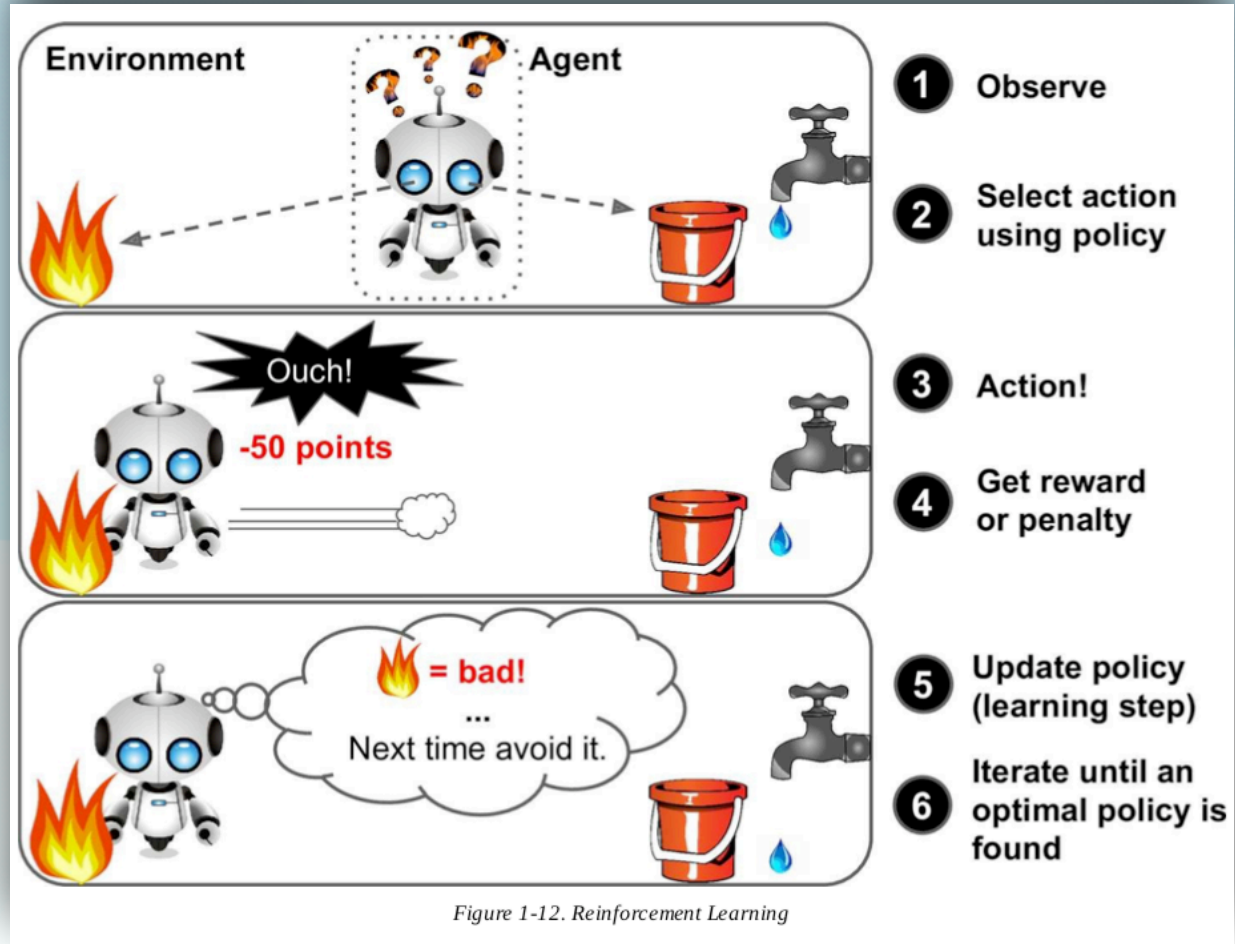 Environment
? ? ?
Agent
1 Observe
2 Select action
using policy
Ouch!
-50 points
3 Action!
4 Get reward
or penalty
= bad!
...
Next time avoid it.
5 Update policy
(learning step)
6 Iterate until an
optimal policy is
found
Figure 1-12. Reinforcement Learning